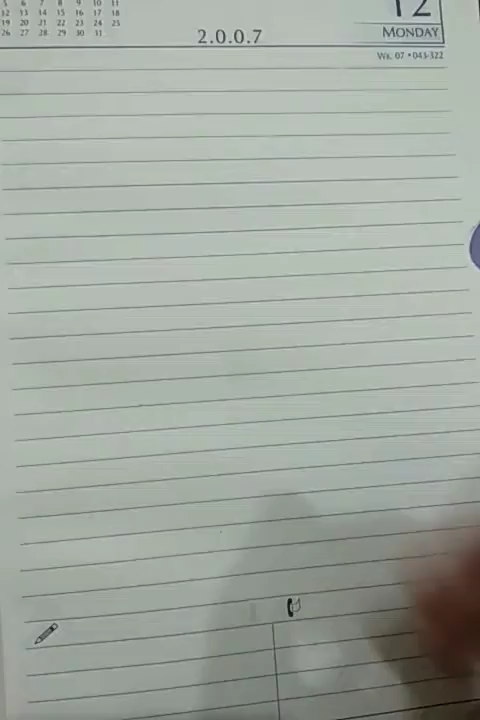 5 6 7 8 9 10 11
12 13 14 15 16 17 18
19 20 21 22 23 24 25
26 27 28 29 30 31
2.0.0.7
12
MONDAY
Wk. 07 • 043-322